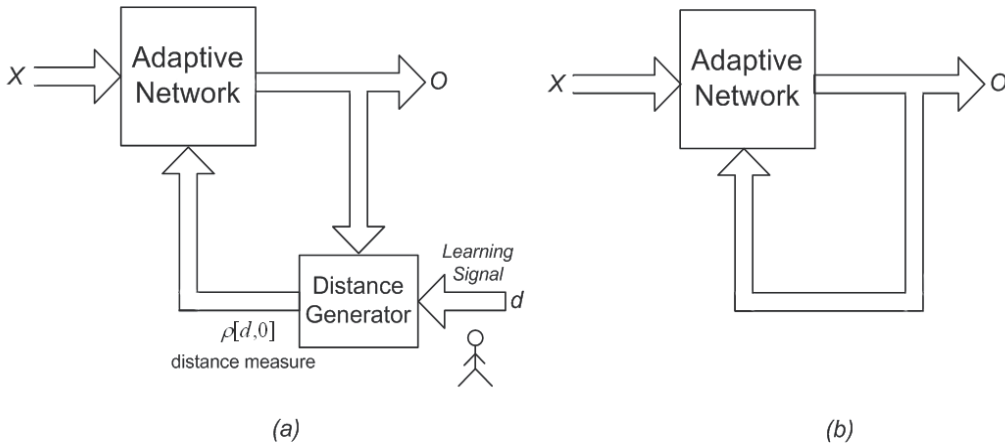 X
Adaptive
Network
O
Learning
Signal
Distance
Generator
d
ρ[d,0]
distance measure
(a)
X
Adaptive
Network
O
(b)